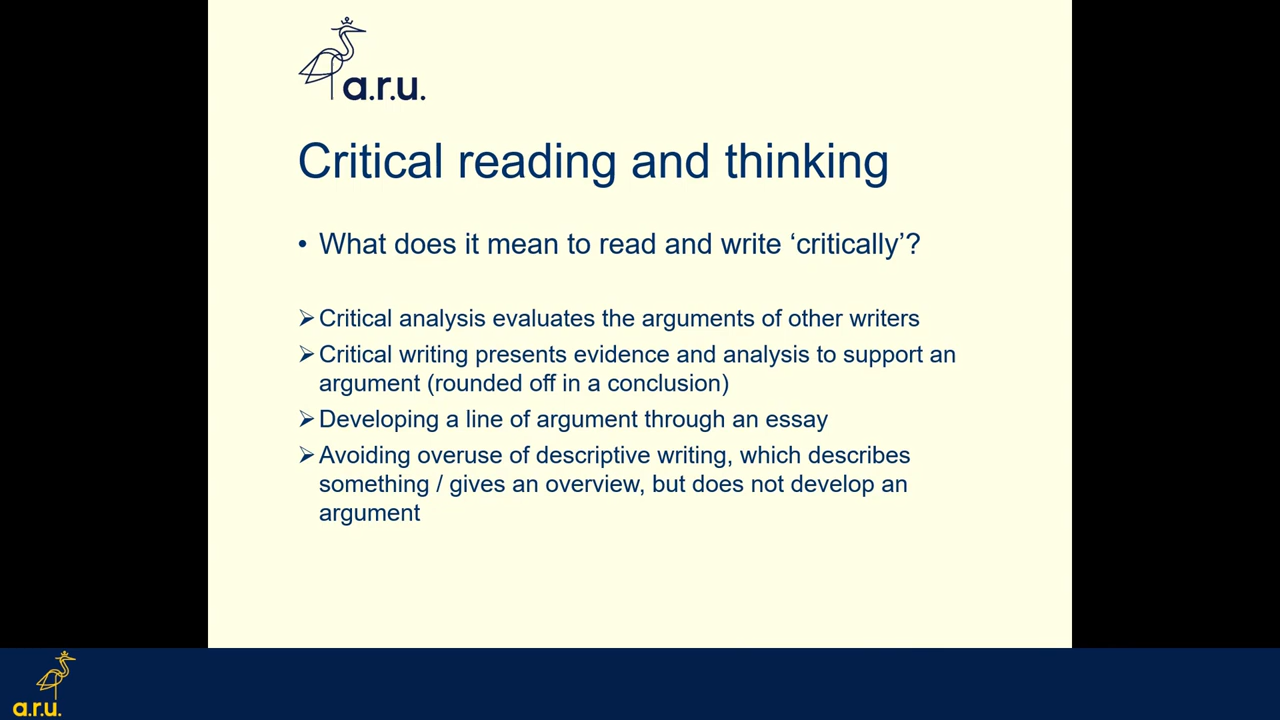 a.r.u.
Critical reading and thinking
• What does it mean to read and write ‘critically’?
➢ Critical analysis evaluates the arguments of other writers
➢ Critical writing presents evidence and analysis to support an
argument (rounded off in a conclusion)
➢ Developing a line of argument through an essay
➢ Avoiding overuse of descriptive writing, which describes
something / gives an overview, but does not develop an
argument
a.r.u.